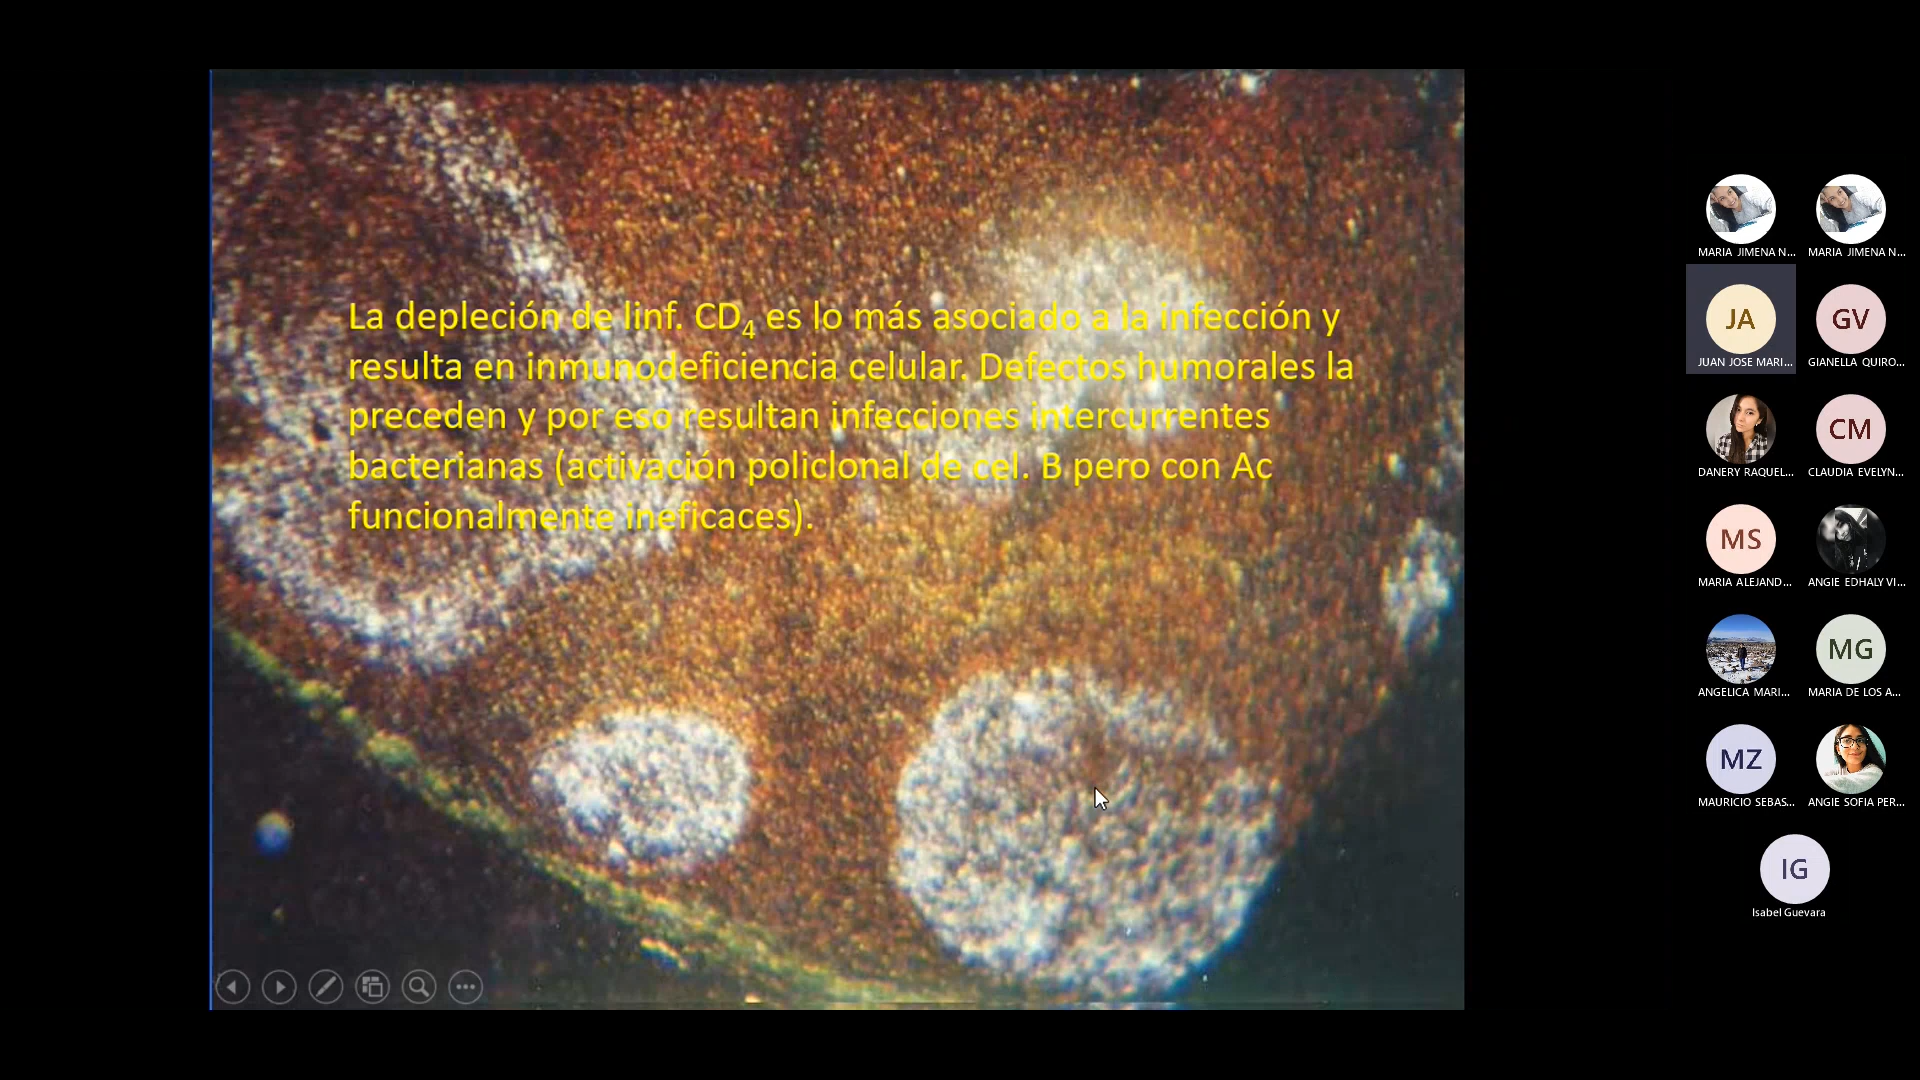 La depleción de linf. CD4 es lo más asociado a la infección y
resulta en inmunodeficiencia celular. Defectos humorales la
preceden y por eso resultan infecciones intercurrentes
bacterianas (activación policlonal de cel. B pero con Ac
funcionalmente ineficaces).
MARIA JIMENA N...
MARIA JIMENA N...
JA
JUAN JOSE MARI...
GV
GIANELLA QUIRO...
DANERY RAQUEL...
CM
CLAUDIA EVELYN...
MS
MARIA ALEJAND...
ANGIE EDHALY VI...
ANGELICA MARI...
MG
MARIA DE LOS A...
MZ
MAURICIO SEBAS...
ANGIE SOFIA PER...
IG
Isabel Guevara